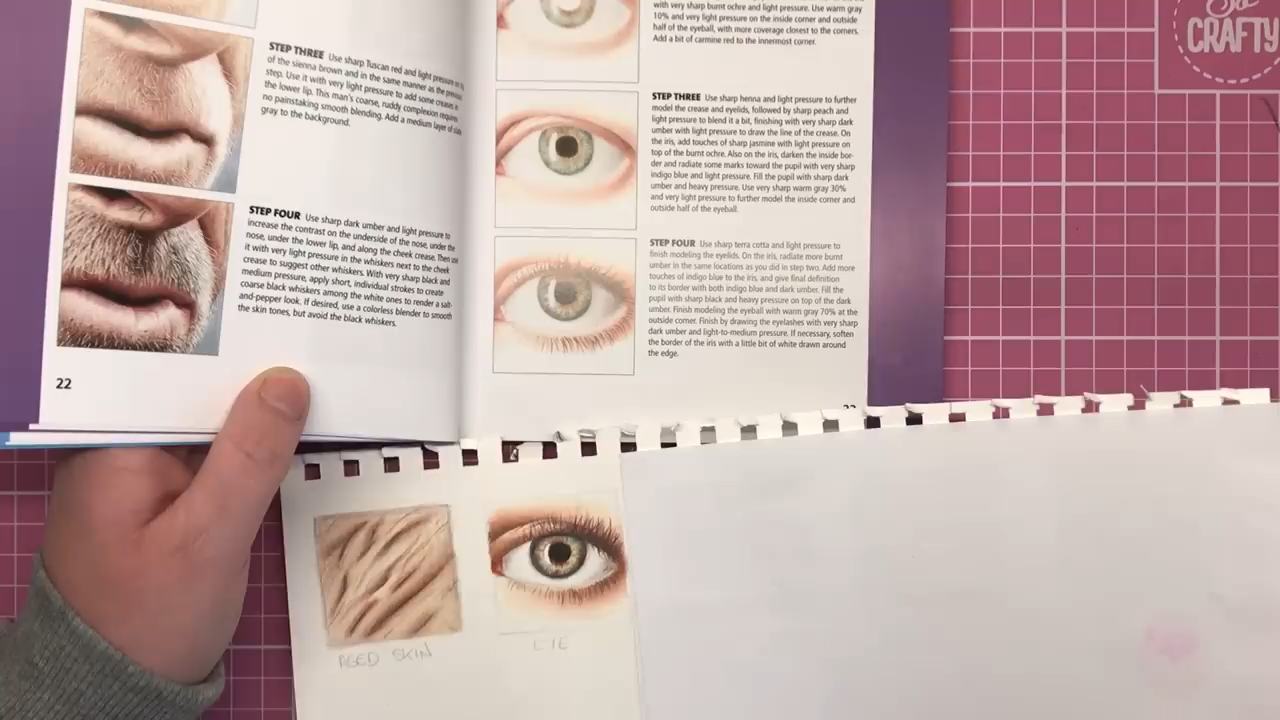 STEP THREE Use sharp Tuscan red and light pressure
of the sienna brown and in the same manner as the
step. Use it with very light pressure to add some creases
the lower lip. This man's coarse, ruddy complexion requires
no painstaking smooth blending. Add a medium layer of
gray to the background.
STEP FOUR Use sharp dark umber and light pressure to
increase the contrast on the underside of the nose, under the
nose, under the lower lip, and along the cheek crease. Then use
it with very light pressure in the whiskers next to the cheek
crease to suggest other whiskers. With very sharp black and
medium pressure, apply short, individual strokes to create
coarse black whiskers among the white ones to render a salt-
and-pepper look. If desired, use a colorless blender to smooth
the skin tones, but avoid the black whiskers.
22
with very sharp burnt ochre and light pressure. Use warm gray
10% and very light pressure on the inside corner and outside
half of the eyeball, with more coverage closest to the corners.
Add a bit of carmine red to the innermost corner.
STEP THREE Use sharp henna and light pressure to further
model the crease and eyelids, followed by sharp peach and
light pressure to blend it a bit, finishing with very sharp dark
umber with light pressure to draw the line of the crease. On
the iris, add touches of sharp jasmine with light pressure on
top of the burnt ochre. Also on the iris, darken the inside bor-
der and radiate some marks toward the pupil with very sharp
indigo blue and light pressure. Fill the pupil with sharp dark
umber and heavy pressure. Use very sharp warm gray 30%
and very light pressure to further model the inside corner and
outside half of the eyeball.
STEP FOUR Use sharp terra cotta and light pressure to
finish modeling the eyelids. On the iris, radiate more burnt
umber in the same locations as you did in step two. Add more
touches of indigo blue to the iris, and give final definition
to its border with both indigo blue and dark umber. Fill the
pupil with sharp black and heavy pressure on top of the dark
umber. Finish modeling the eyeball with warm gray 70% at the
outside corner. Finish by drawing the eyelashes with very sharp
dark umber and light-to-medium pressure. If necessary, soften
the border of the iris with a little bit of white drawn around
the edge.
So
CRAFTY
AGED SKIN
EYE